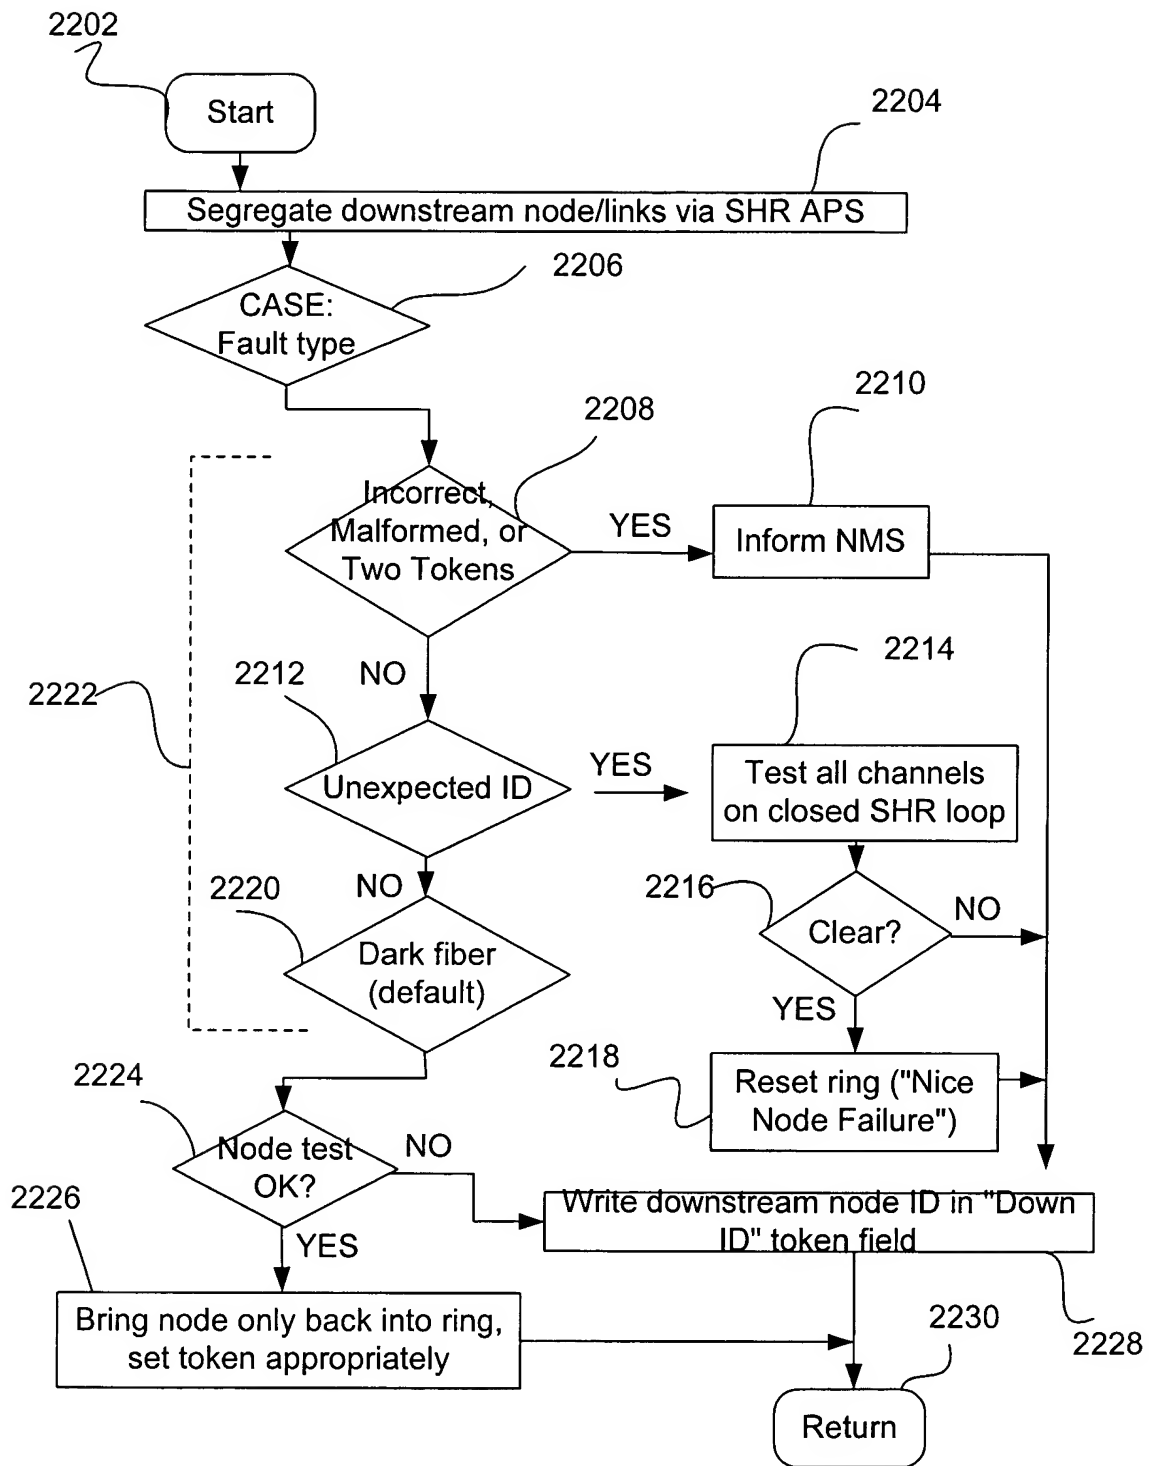 2202
Start
2204
Segregate downstream node/links via SHR APS
2206
CASE:
Fault type
2210
2208
Incorrect,
Malformed, or
Two Tokens
YES
Inform NMS
NO
2212
2214
2222
Unexpected ID
YES
Test all channels
on closed SHR loop
NO
2220
2216
Clear?
NO
Dark fiber
(default)
YES
2224
2218
Reset ring ("Nice
Node Failure")
Node test
OK?
NO
2226
Write downstream node ID in "Down
ID" token field
YES
Bring node only back into ring,
set token appropriately
2230
2228
Return